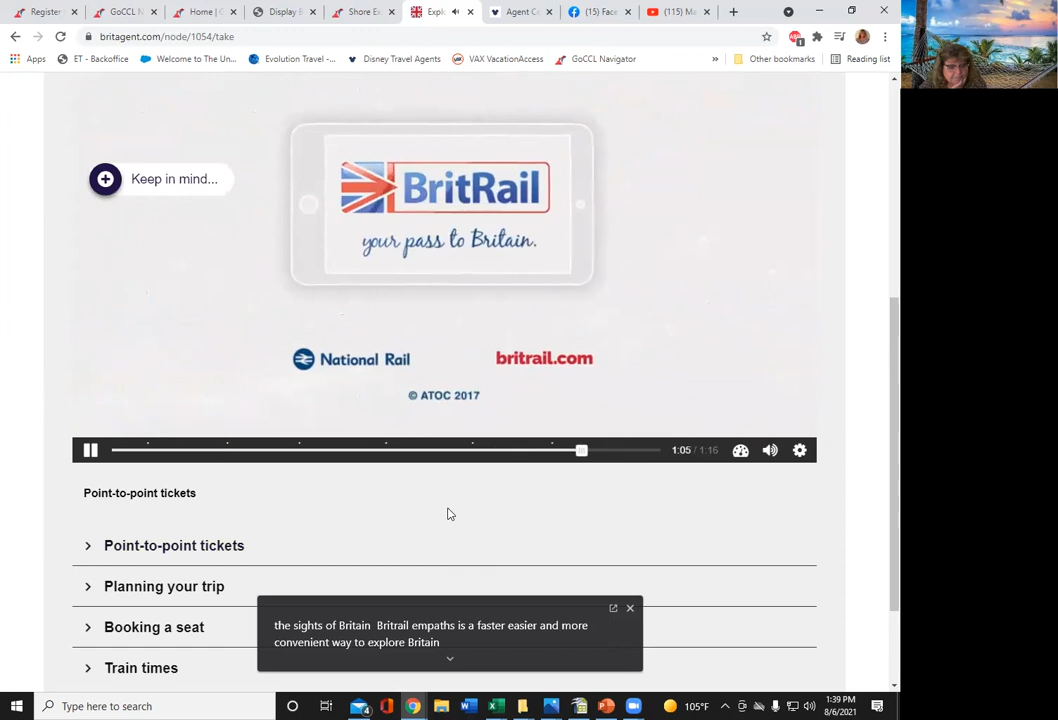 Register
GoCCL N
Home | G
Display B
Shore Ex
Expl
Agent Ce
(15) Face
(115) Ma
britagent.com/node/1054/take
Apps
ET - Backoffice
Welcome to The Un...
Evolution Travel -...
Disney Travel Agents
VAX VacationAccess
GoCCL Navigator
»
Other bookmarks
Reading list
Keep in mind...
BritRail
your pass to Britain.
National Rail
britrail.com
© ATOC 2017
1:05 / 1:16
Point-to-point tickets
Point-to-point tickets
Planning your trip
the sights of Britain Britrail empaths is a faster easier and more
convenient way to explore Britain
Booking a seat
Train times
Type here to search
4
105°F
1:39 PM
8/6/2021